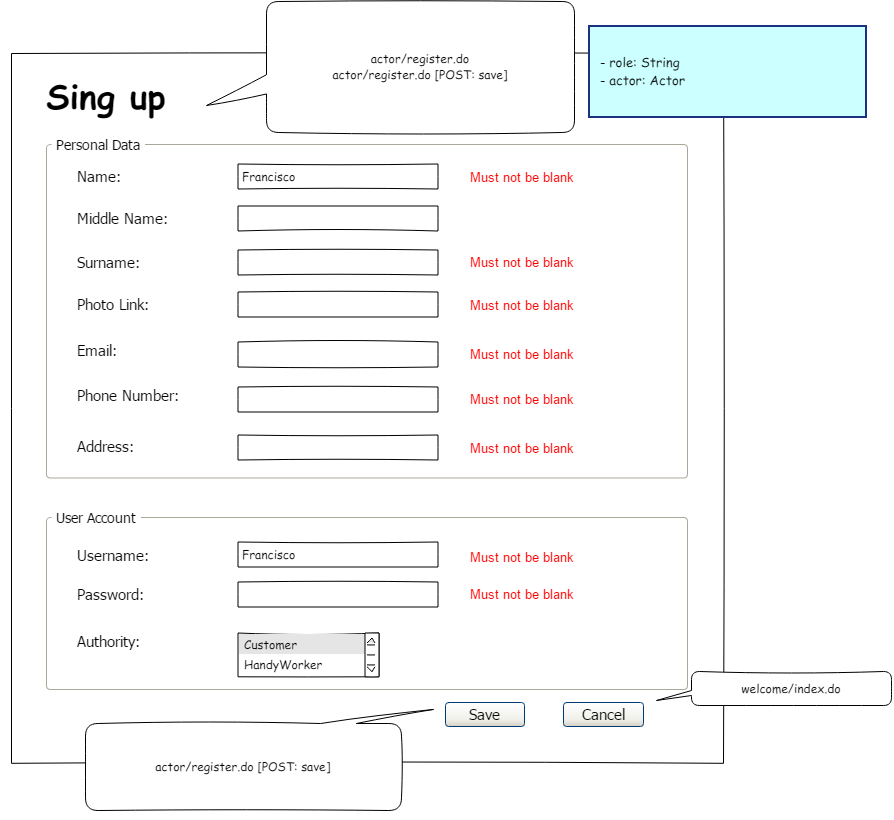 actor/register.do
actor/register.do [POST: save]
- role: String
- actor: Actor
Sing up
Personal Data
Name: Francisco Must not be blank
Middle Name:
Surname: Must not be blank
Photo Link: Must not be blank
Email: Must not be blank
Phone Number: Must not be blank
Address: Must not be blank
User Account
Username: Francisco Must not be blank
Password: Must not be blank
Authority: Customer
HandyWorker
welcome/index.do
Save Cancel
actor/register.do [POST: save]